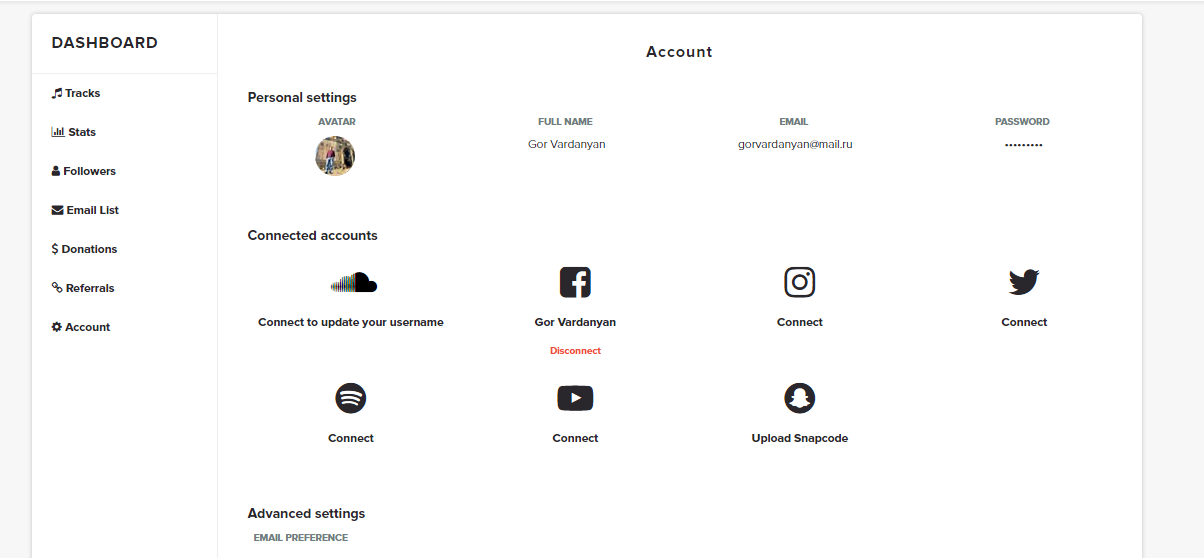 DASHBOARD
Account
Tracks
Stats
Followers
Email List
$ Donations
Referrals
Account
Personal settings
AVATAR FULL NAME EMAIL PASSWORD
Gor Vardanyan gorvardanyan@mail.ru •••••••••
Connected accounts
Connect to update your username Gor Vardanyan Connect Connect
Disconnect
Connect Connect Upload Snapcode
Advanced settings
EMAIL PREFERENCE